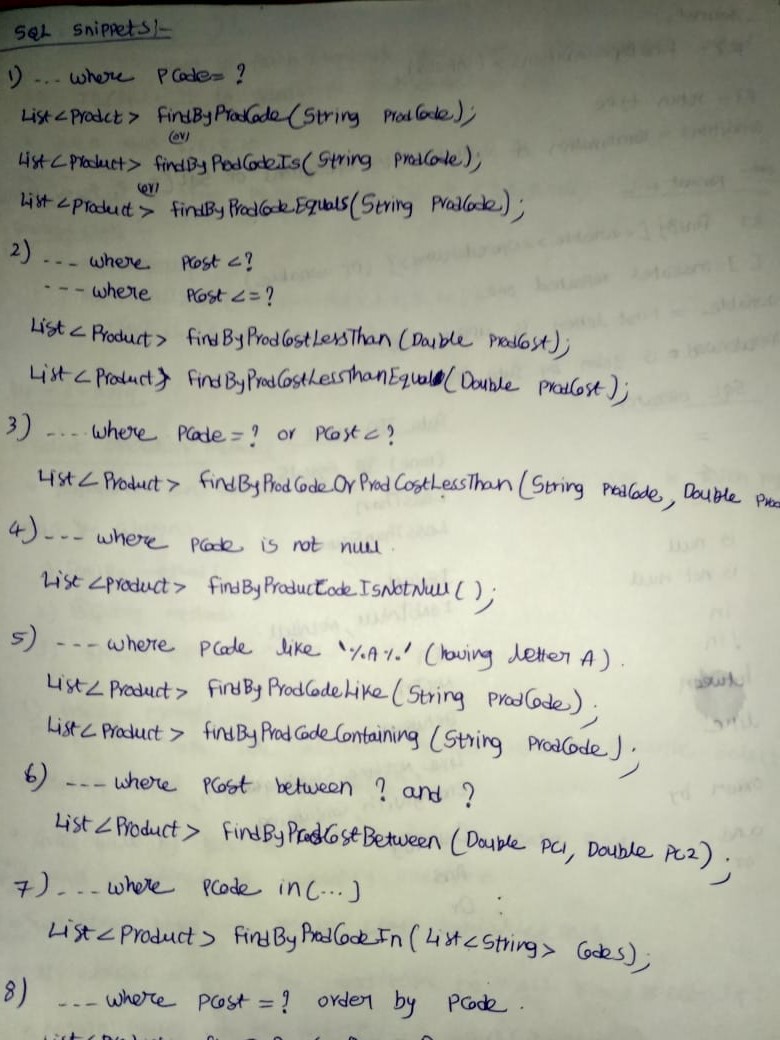 SQL snippets:-
1) ... where PCode= ?
List<Prodct> findByProdCode(String ProdCode);
(or)
List<Product> findByProdCodeIs(String prodCode);
(or)
List<product> findByProdCodeEquals(String ProdCode);
2) --- where PCost <?
--- where PCost <=?
List<Product> findByProdCostLessThan(Double ProdCost);
List<Product> findByProdCostLessThanEquals(Double ProdCost);
3) ---- where PCode = ? or PCost < ?
List<Product> findByProdCodeOrProdCostLessThan(String ProdCode, Double Prod
4) --- where PCode is not null.
List<product> findByProductCodeIsNotNull();
5) --- where PCode like '%A%' (having letter A).
List<Product> findByProdCodeLike(String prodCode);
List<Product> findByProdCodeContaining(String ProdCode);
6) --- where PCost between ? and ?
List<Product> findByProdCostBetween(Double PC1, Double PC2);
7) --- where PCode in(...)
List<Product> findByProdCodeIn(List<String> Codes);
8) --- where PCost = ? order by PCode.